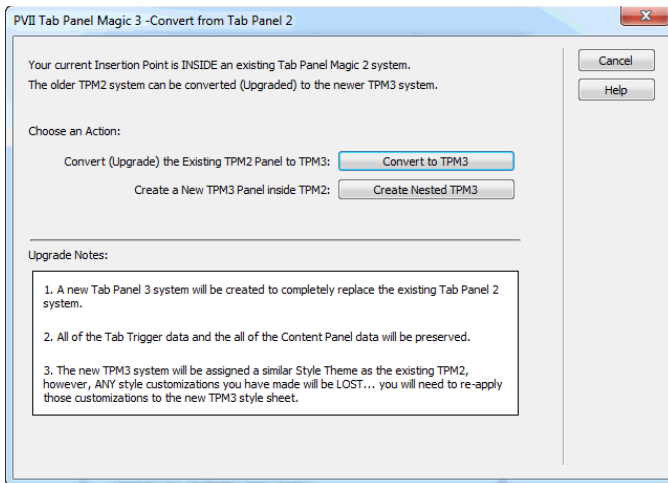 PVII Tab Panel Magic 3 -Convert from Tab Panel 2
Your current Insertion Point is INSIDE an existing Tab Panel Magic 2 system.
The older TPM2 system can be converted (Upgraded) to the newer TPM3 system.
Cancel
Help
Choose an Action:
Convert (Upgrade) the Existing TPM2 Panel to TPM3:
Convert to TPM3
Create a New TPM3 Panel inside TPM2:
Create Nested TPM3
Upgrade Notes:
1. A new Tab Panel 3 system will be created to completely replace the existing Tab Panel 2
system.
2. All of the Tab Trigger data and the all of the Content Panel data will be preserved.
3. The new TPM3 system will be assigned a similar Style Theme as the existing TPM2,
however, ANY style customizations you have made will be LOST... you will need to re-apply
those customizations to the new TPM3 style sheet.